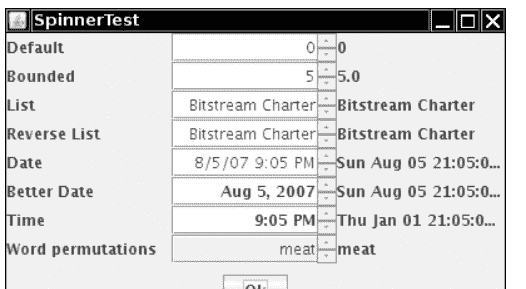 SpinnerTest
Default 0 0
Bounded 5 5.0
List Bitstream Charter Bitstream Charter
Reverse List Bitstream Charter Bitstream Charter
Date 8/5/07 9:05 PM Sun Aug 05 21:05:0...
Better Date Aug 5, 2007 Sun Aug 05 21:05:0...
Time 9:05 PM Thu Jan 01 21:05:0...
Word permutations meat meat
Ok